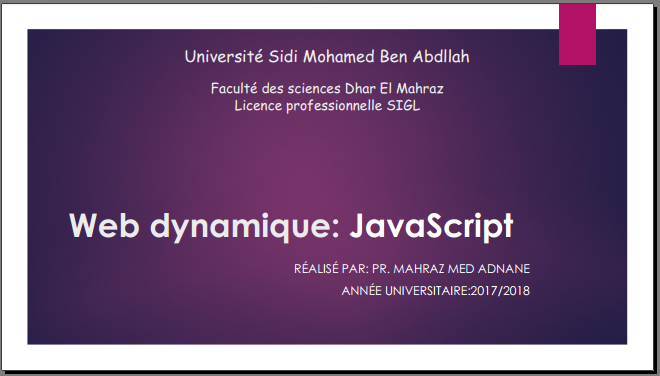 Université Sidi Mohamed Ben Abdllah
Faculté des sciences Dhar El Mahraz
Licence professionnelle SIGL
Web dynamique: JavaScript
RÉALISÉ PAR: PR. MAHRAZ MED ADNANE
ANNÉE UNIVERSITAIRE:2017/2018